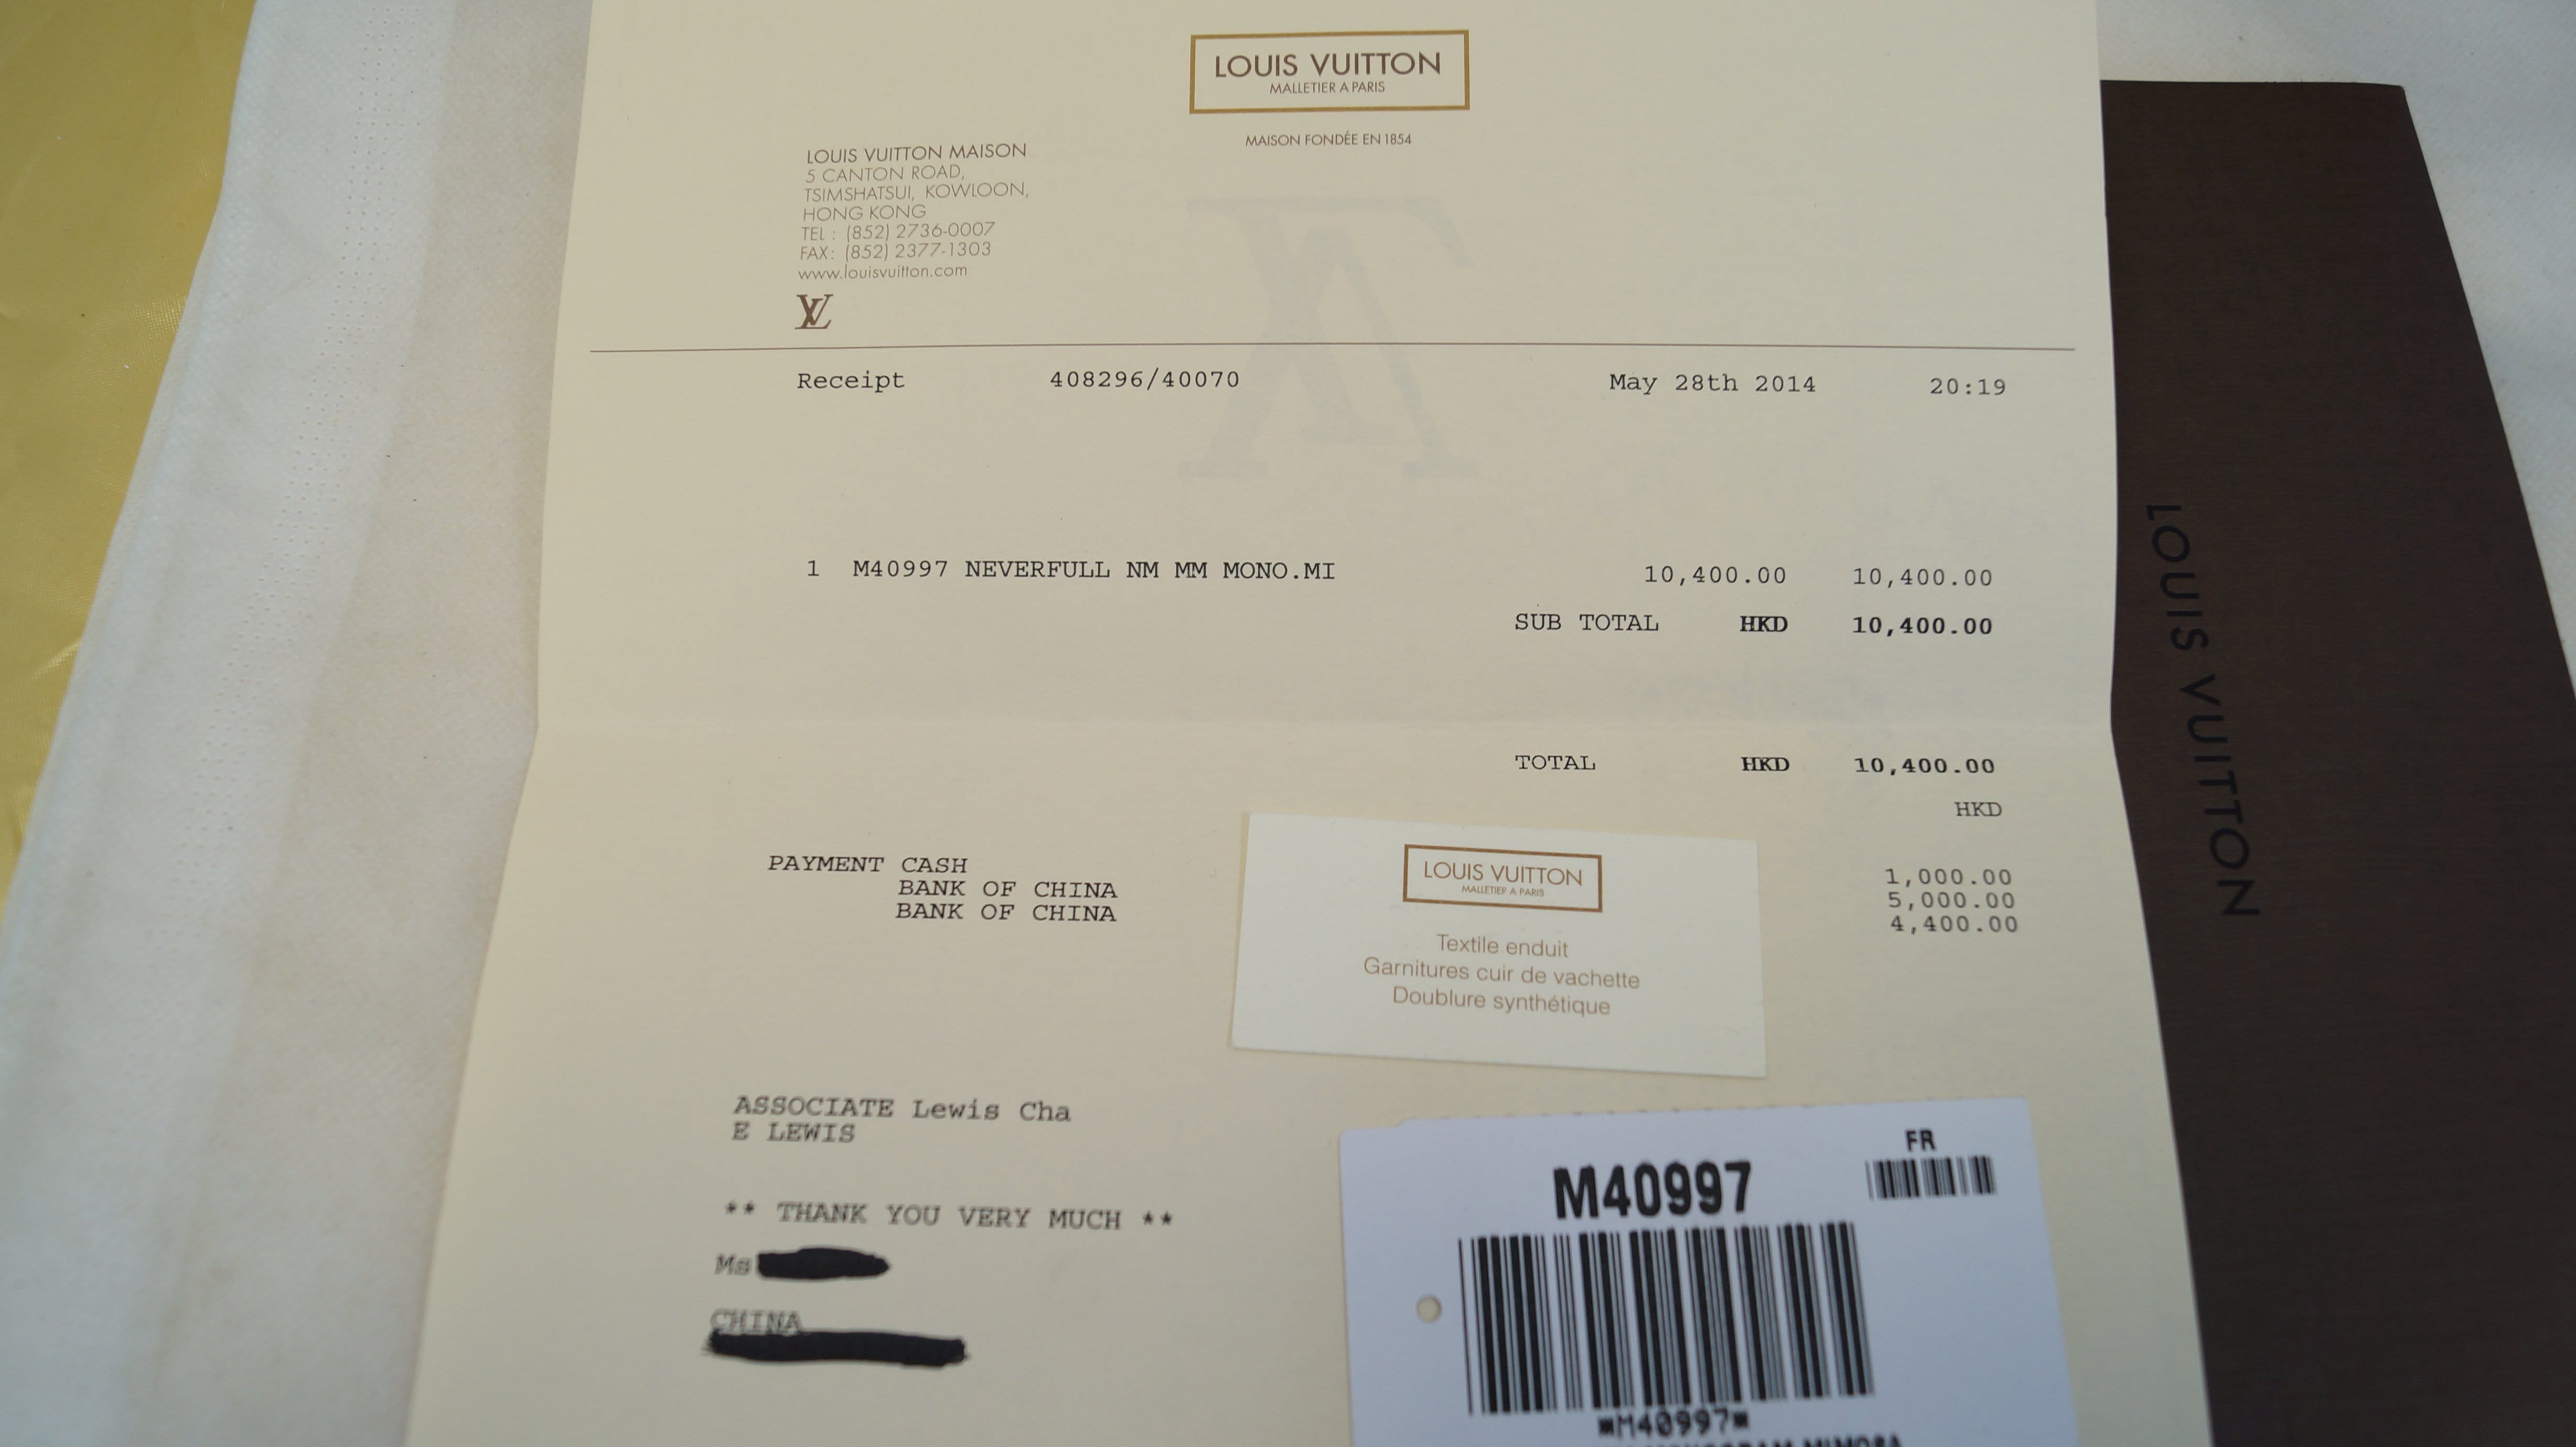 LOUIS VUITTON
MALLETIER A PARIS
MAISON FONDÉE EN 1854
LOUIS VUITTON MAISON
5 CANTON ROAD,
TSIMSHATSUI, KOWLOON,
HONG KONG
TEL : (852) 2736-0007
FAX: (852) 2377-1303
www.louisvuitton.com
LV
Receipt 408296/40070 May 28th 2014 20:19
1 M40997 NEVERFULL NM MM MONO.MI 10,400.00 10,400.00
SUB TOTAL HKD 10,400.00
TOTAL HKD 10,400.00
HKD
PAYMENT CASH 1,000.00
BANK OF CHINA 5,000.00
BANK OF CHINA 4,400.00
LOUIS VUITTON
MALLETIER A PARIS
Textile enduit
Garnitures cuir de vachette
Doublure synthétique
ASSOCIATE Lewis Cha
E LEWIS
** THANK YOU VERY MUCH **
Ms
CHINA
FR
M40997
*M40997*
LOUIS VUITTON